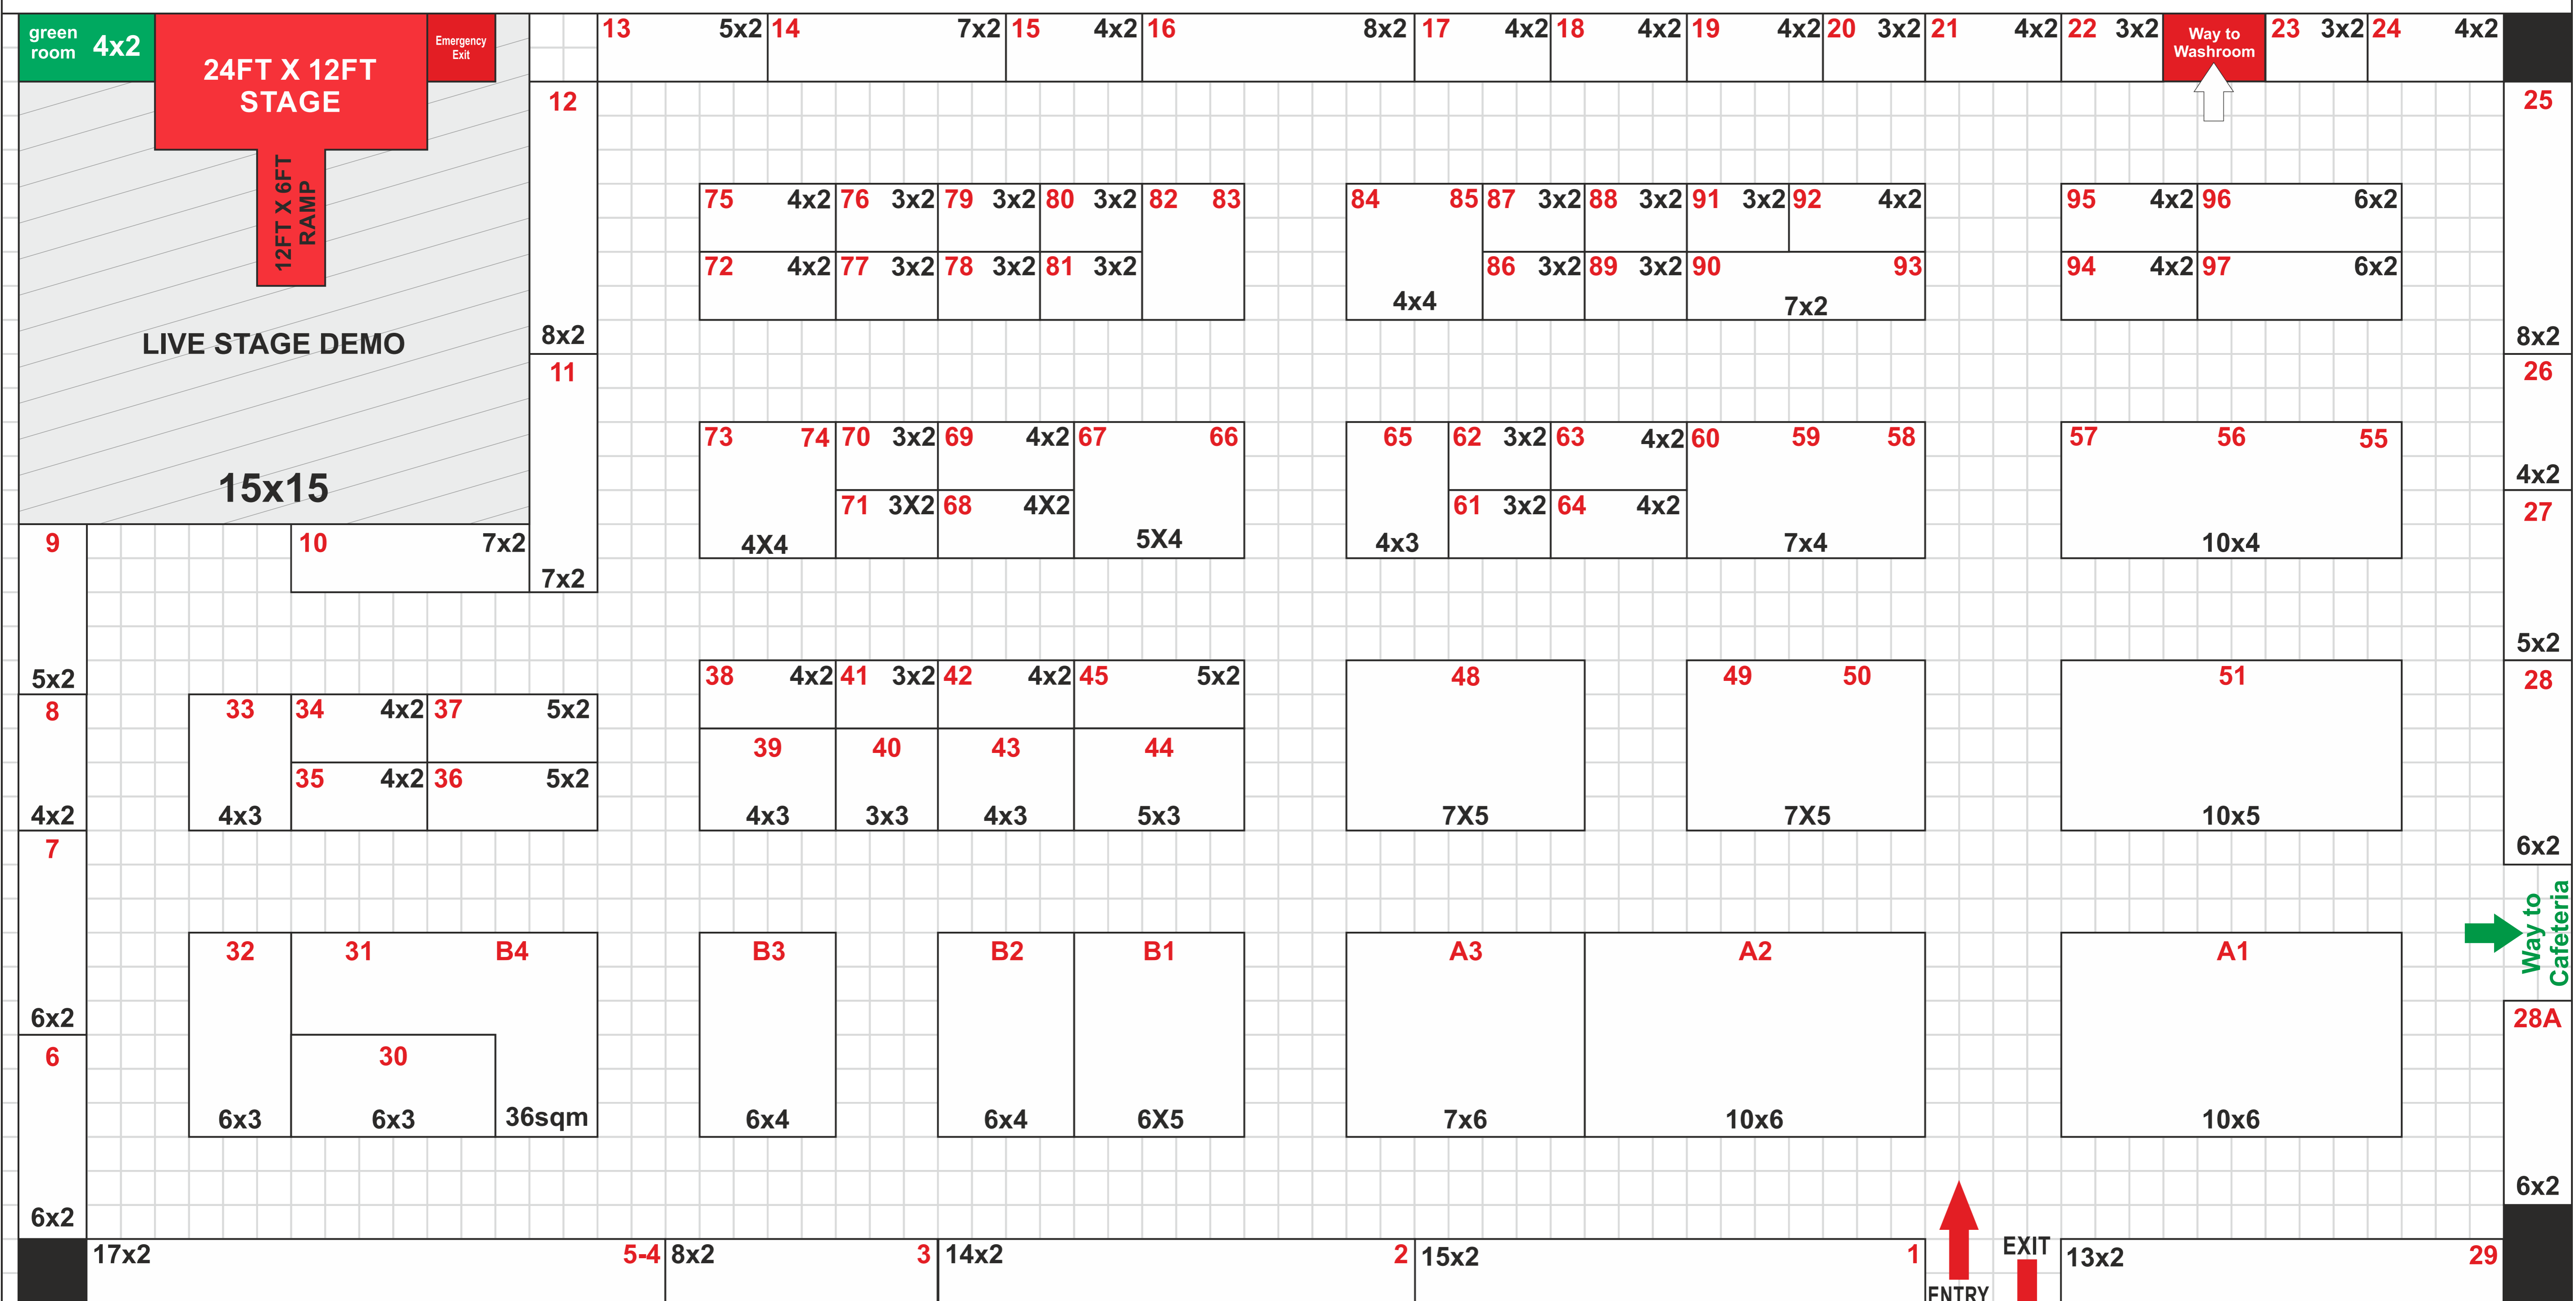 green
room
4x2
24FT X 12FT
STAGE
Emergency
Exit
12FT X 6FT
RAMP
LIVE STAGE DEMO
15x15
13 5x2 14 7x2 15 4x2 16 8x2 17 4x2 18 4x2 19 4x2 20 3x2 21 4x2 22 3x2
Way to
Washroom
23 3x2 24 4x2
12
8x2
11
7x2
25
8x2
26
4x2
27
5x2
28
6x2
Way to
Cafeteria
28A
6x2
75 4x2 76 3x2 79 3x2 80 3x2 82 83
72 4x2 77 3x2 78 3x2 81 3x2
84 85 87 3x2 88 3x2 91 3x2 92 4x2
86 3x2 89 3x2 90 93
4x4 7x2
95 4x2 96 6x2
94 4x2 97 6x2
73 74 70 3x2 69 4x2 67 66
71 3X2 68 4X2
4X4 5X4
65 62 3x2 63 4x2 60 59 58
61 3x2 64 4x2
4x3 7x4
57 56 55
10x4
9
5x2
10 7x2
8
4x2
7
6x2
6
6x2
33 34 4x2 37 5x2
35 4x2 36 5x2
4x3
38 4x2 41 3x2 42 4x2 45 5x2
39 40 43 44
4x3 3x3 4x3 5x3
48
7X5
49 50
7X5
51
10x5
32 31 B4
30
6x3 6x3 36sqm
B3
6x4
B2 B1
6x4 6X5
A3 A2
7x6 10x6
A1
10x6
17x2 5-4 8x2 3 14x2 2 15x2 1
ENTRY
EXIT
13x2 29